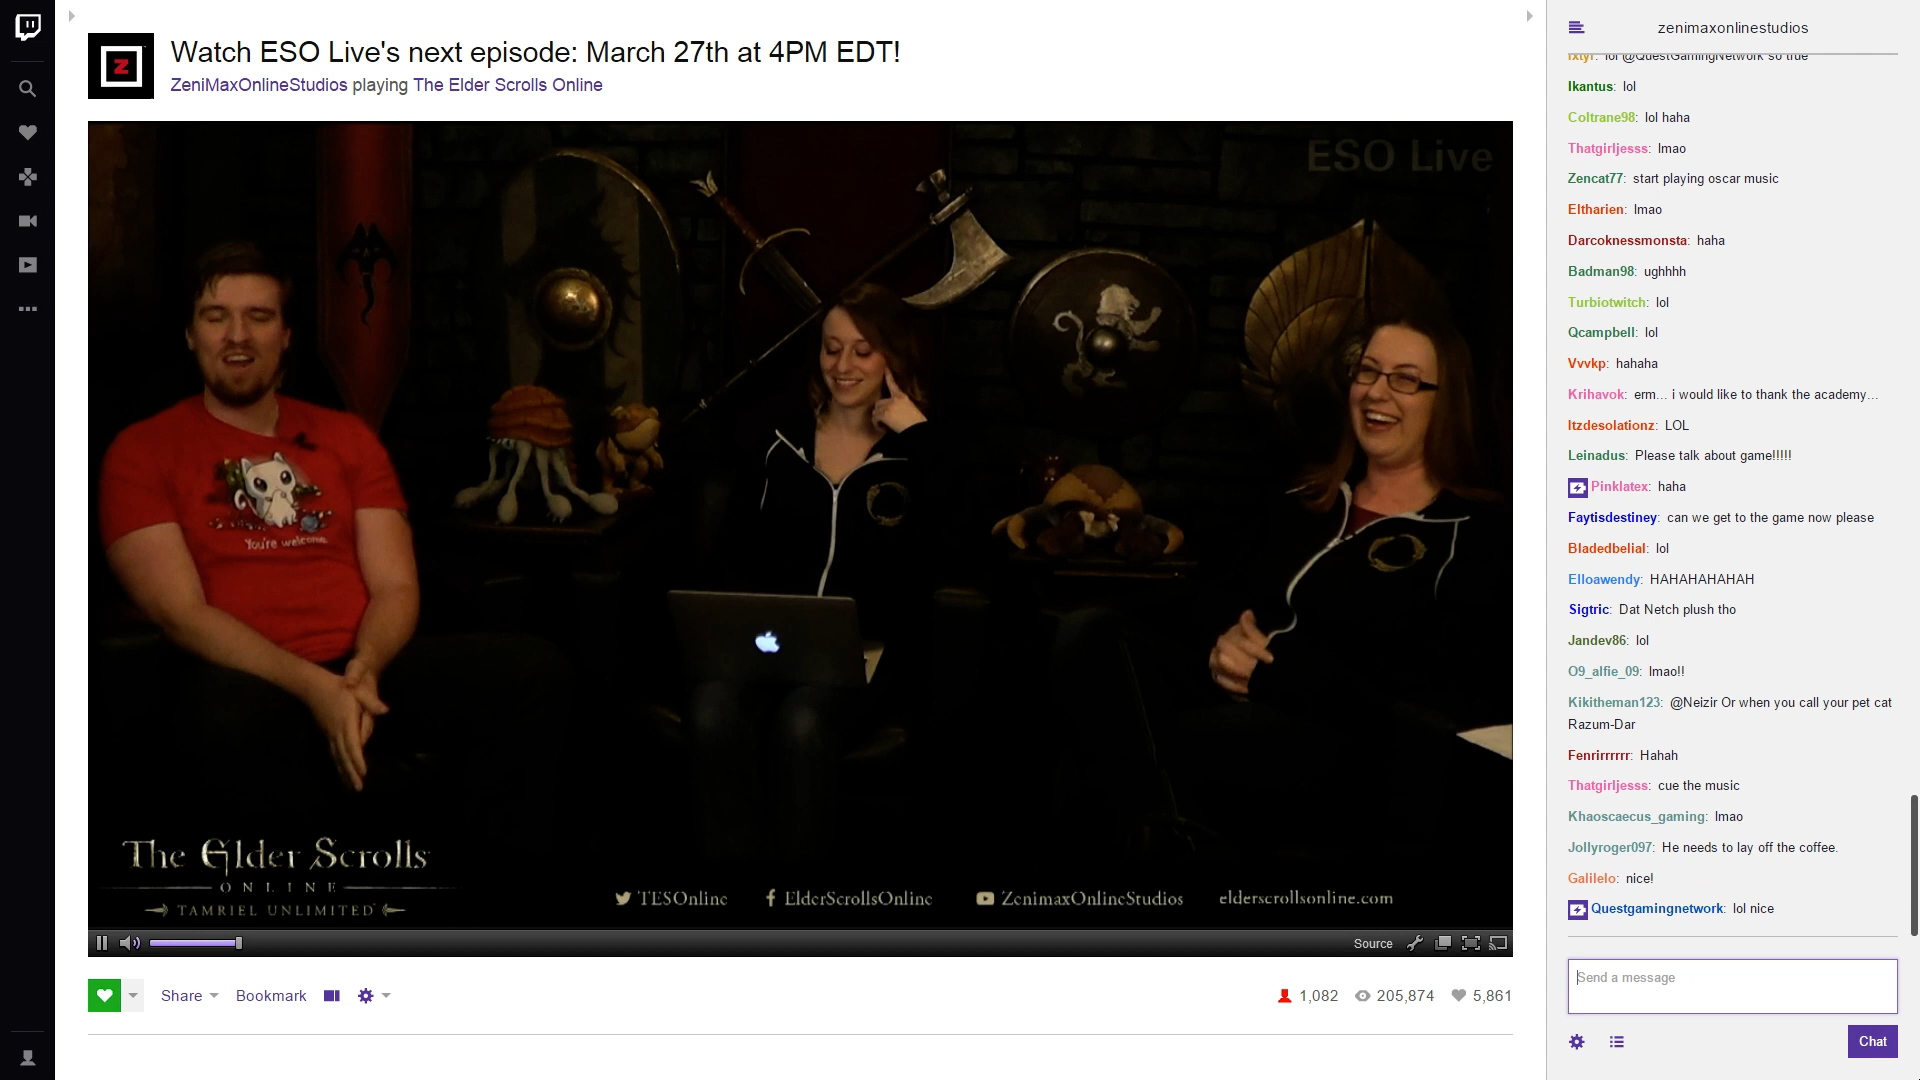 Watch ESO Live's next episode: March 27th at 4PM EDT!
ZeniMaxOnlineStudios playing The Elder Scrolls Online
ESO Live
You're welcome.
The Elder Scrolls
ONLINE
TAMRIEL UNLIMITED
TESOnline
ElderScrollsOnline
ZenimaxOnlineStudios
elderscrollsonline.com
Source
Share
Bookmark
1,082
205,874
5,861
zenimaxonlinestudios
Ixtyr: lol @QuestGamingNetwork so true
Ikantus: lol
Coltrane98: lol haha
Thatgirljesss: lmao
Zencat77: start playing oscar music
Eltharien: lmao
Darcoknessmonsta: haha
Badman98: ughhhh
Turbiotwitch: lol
Qcampbell: lol
Vvvkp: hahaha
Krihavok: erm... i would like to thank the academy...
Itzdesolationz: LOL
Leinadus: Please talk about game!!!!!
Pinklatex: haha
Faytisdestiney: can we get to the game now please
Bladedbelial: lol
Elloawendy: HAHAHAHAHAH
Sigtric: Dat Netch plush tho
Jandev86: lol
O9_alfie_09: lmao!!
Kikitheman123: @Neizir Or when you call your pet cat
Razum-Dar
Fenrirrrrrr: Hahah
Thatgirljesss: cue the music
Khaoscaecus_gaming: lmao
Jollyroger097: He needs to lay off the coffee.
Galilelo: nice!
Questgamingnetwork: lol nice
Send a message
Chat